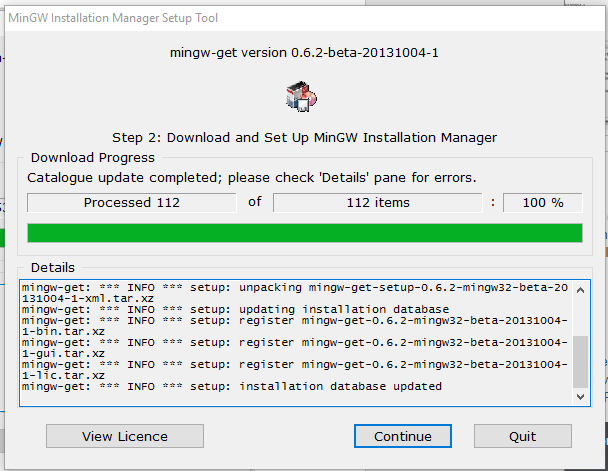 MinGW Installation Manager Setup Tool
mingw-get version 0.6.2-beta-20131004-1
Step 2: Download and Set Up MinGW Installation Manager
Download Progress
Catalogue update completed; please check 'Details' pane for errors.
Processed 112 of 112 items : 100 %
Details
mingw-get: *** INFO *** setup: unpacking mingw-get-setup-0.6.2-mingw32-beta-20
131004-1-xml.tar.xz
mingw-get: *** INFO *** setup: updating installation database
mingw-get: *** INFO *** setup: register mingw-get-0.6.2-mingw32-beta-20131004-
1-bin.tar.xz
mingw-get: *** INFO *** setup: register mingw-get-0.6.2-mingw32-beta-20131004-
1-gui.tar.xz
mingw-get: *** INFO *** setup: register mingw-get-0.6.2-mingw32-beta-20131004-
1-lic.tar.xz
mingw-get: *** INFO *** setup: installation database updated
View Licence Continue Quit